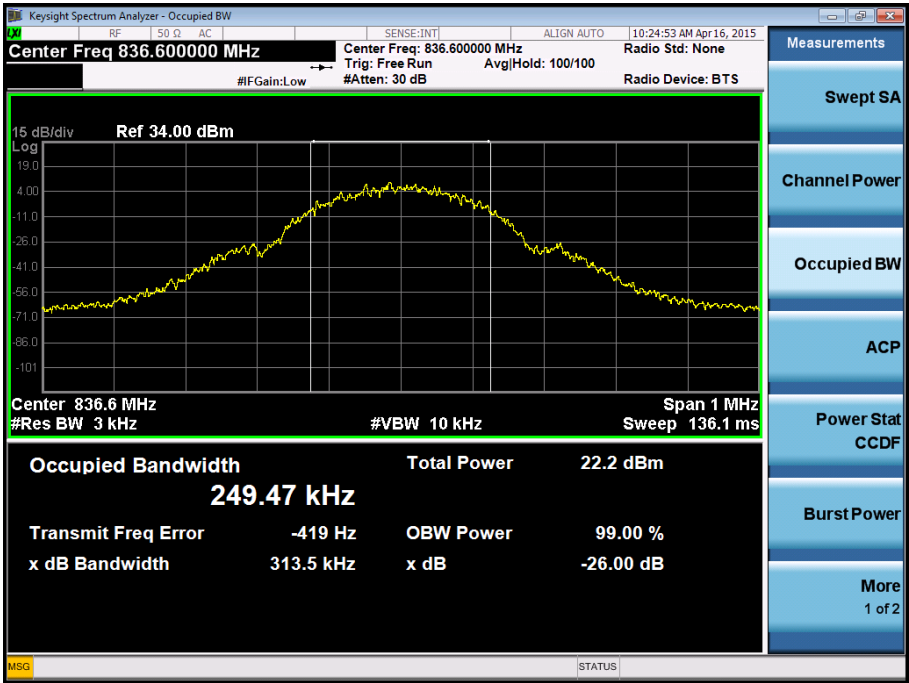 Keysight Spectrum Analyzer - Occupied BW
LXI RF 50 Ω AC SENSE:INT ALIGN AUTO 10:24:53 AM Apr 16, 2015
Center Freq 836.600000 MHz
Center Freq: 836.600000 MHz Radio Std: None
Trig: Free Run Avg|Hold: 100/100
#IFGain:Low #Atten: 30 dB Radio Device: BTS
15 dB/div Ref 34.00 dBm
Log
19.0
4.00
-11.0
-26.0
-41.0
-56.0
-71.0
-86.0
-101
Center 836.6 MHz Span 1 MHz
#Res BW 3 kHz #VBW 10 kHz Sweep 136.1 ms
Occupied Bandwidth Total Power 22.2 dBm
249.47 kHz
Transmit Freq Error -419 Hz OBW Power 99.00 %
x dB Bandwidth 313.5 kHz x dB -26.00 dB
MSG STATUS
Measurements
Swept SA
Channel Power
Occupied BW
ACP
Power Stat
CCDF
Burst Power
More
1 of 2